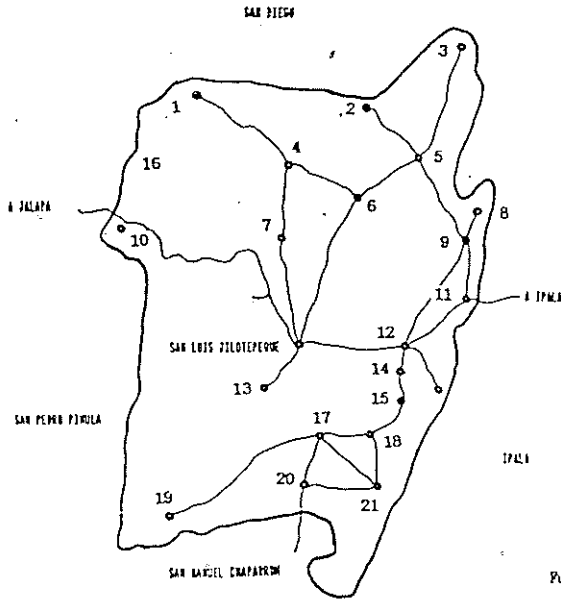 SAN DIEGO
3
1
2
4
5
16
6
A JALAPA
8
10
7
9
11
A IPALA
12
SAN LUIS JILOTEPEQUE
14
13
15
SAN PEDRO PINULA
17
18
IPALA
20
21
19
SAN MANUEL CHAPARRON
Fu